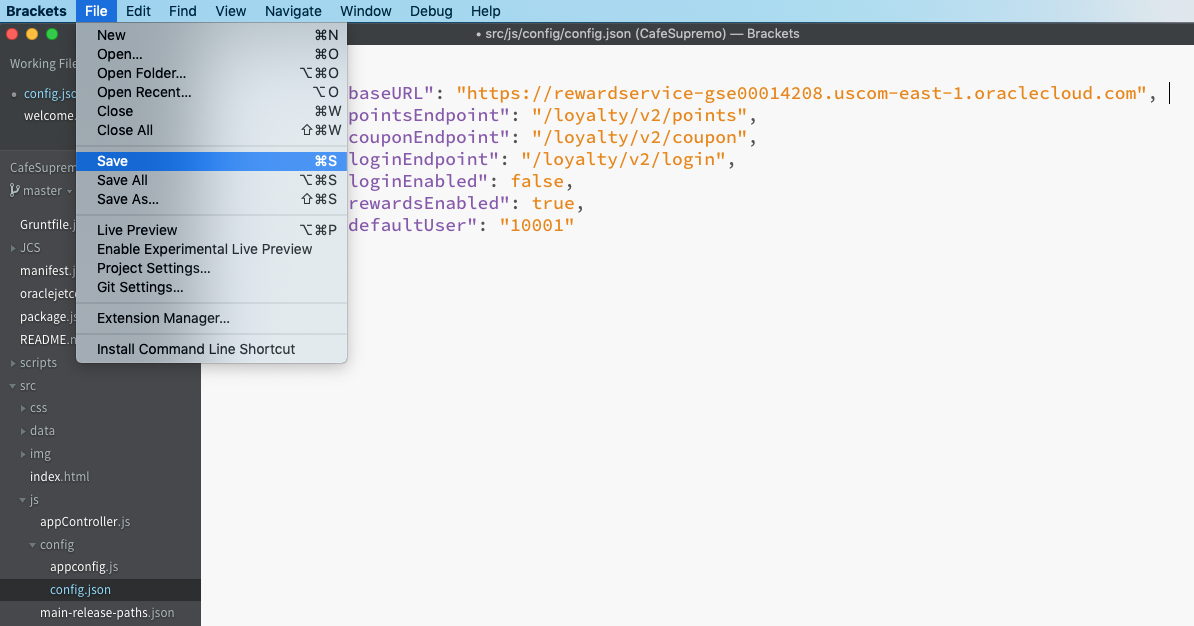 Brackets File Edit Find View Navigate Window Debug Help
• src/js/config/config.json (CafeSupremo) — Brackets
Working File
• config.jso
welcome.
CafeSuprem
master
Gruntfile.j
JCS
manifest.j
oraclejetco
package.js
README.m
scripts
src
css
data
img
index.html
js
appController.js
config
appconfig.js
config.json
main-release-paths.json
New ⌘N
Open... ⌘O
Open Folder... ⌥⌘O
Open Recent... ⌥O
Close ⌘W
Close All ⇧⌘W
Save ⌘S
Save All ⌥⌘S
Save As... ⇧⌘S
Live Preview ⌥⌘P
Enable Experimental Live Preview
Project Settings...
Git Settings...
Extension Manager...
Install Command Line Shortcut
baseURL": "https://rewardservice-gse00014208.uscom-east-1.oraclecloud.com",
pointsEndpoint": "/loyalty/v2/points",
couponEndpoint": "/loyalty/v2/coupon",
loginEndpoint": "/loyalty/v2/login",
loginEnabled": false,
rewardsEnabled": true,
defaultUser": "10001"